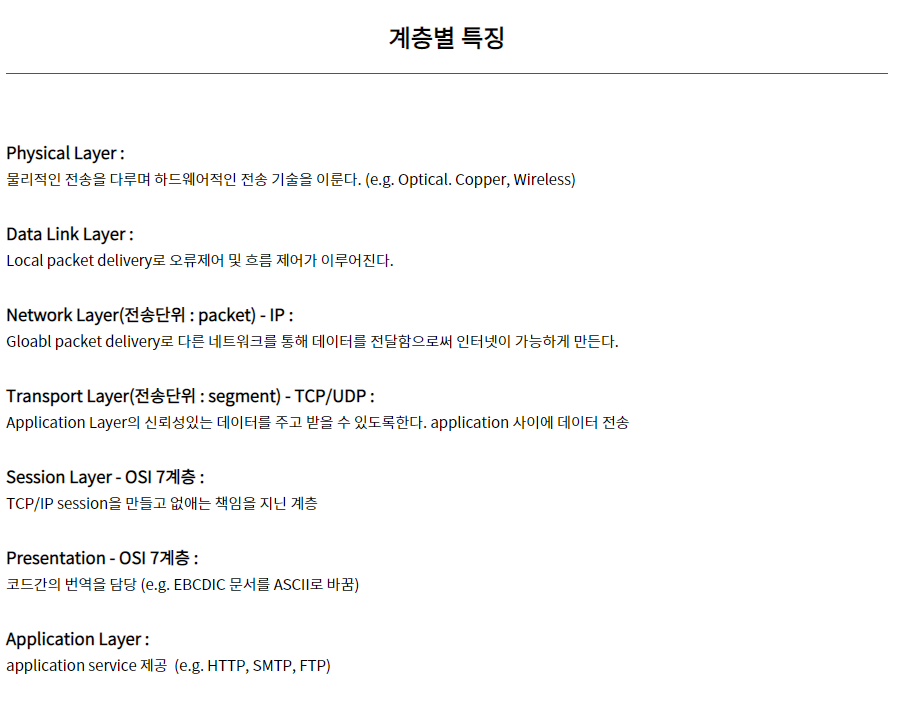 계층별 특징
Physical Layer :
물리적인 전송을 다루며 하드웨어적인 전송 기술을 이룬다. (e.g. Optical. Copper, Wireless)
Data Link Layer :
Local packet delivery로 오류제어 및 흐름 제어가 이루어진다.
Network Layer(전송단위 : packet) - IP :
Gloabl packet delivery로 다른 네트워크를 통해 데이터를 전달함으로써 인터넷이 가능하게 만든다.
Transport Layer(전송단위 : segment) - TCP/UDP :
Application Layer의 신뢰성있는 데이터를 주고 받을 수 있도록한다. application 사이에 데이터 전송
Session Layer - OSI 7계층 :
TCP/IP session을 만들고 없애는 책임을 지닌 계층
Presentation - OSI 7계층 :
코드간의 번역을 담당 (e.g. EBCDIC 문서를 ASCII로 바꿈)
Application Layer :
application service 제공 (e.g. HTTP, SMTP, FTP)